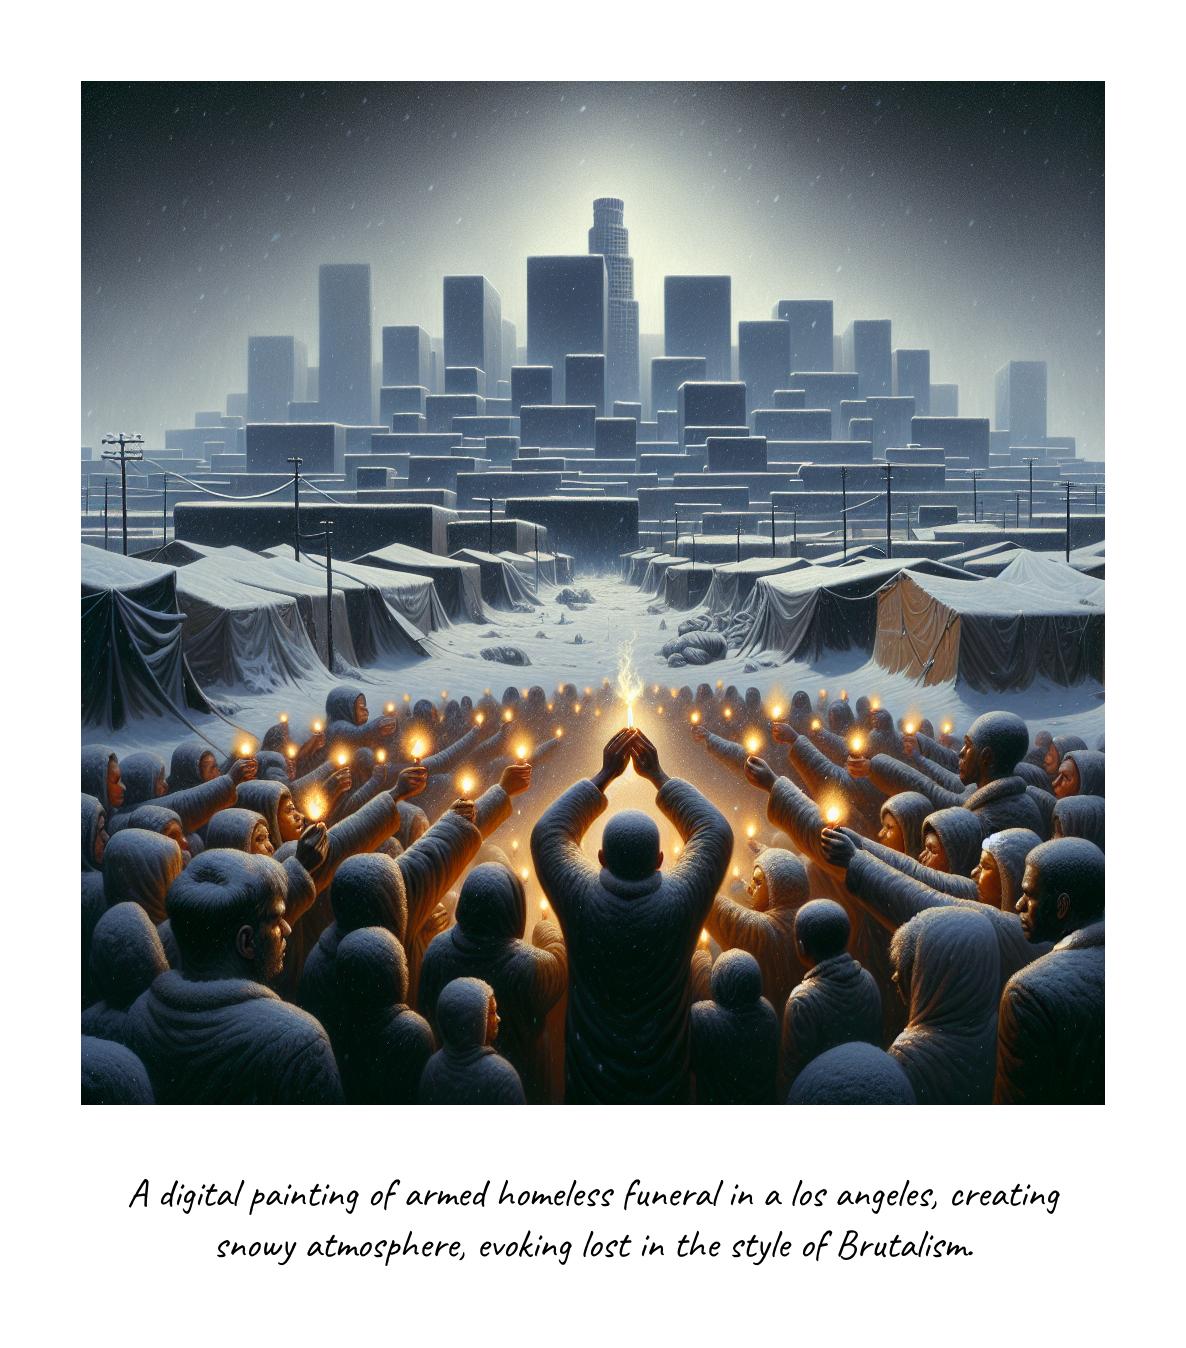 A digital painting of armed homeless funeral in a los angeles, creating
snowy atmosphere, evoking lost in the style of Brutalism.